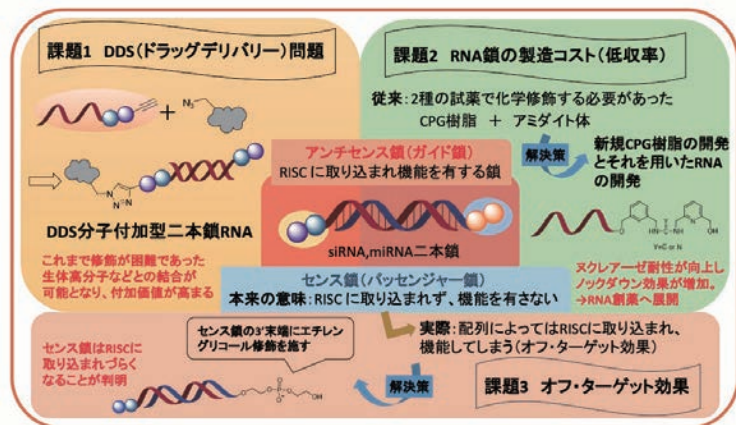 課題1 DDS(ドラッグデリバリー)問題
N₃
+
N
N=N
DDS分子付加型二本鎖RNA
これまで修飾が困難であった
生体高分子などとの結合が
可能となり、付加価値が高まる
課題2 RNA鎖の製造コスト(低収率)
従来:2種の試薬で化学修飾する必要があった
CPG樹脂 + アミダイト体
解決策
新規CPG樹脂の開発
とそれを用いたRNA
の開発
Y=C or N
ヌクレアーゼ耐性が向上し
ノックダウン効果が増加。
→RNA創薬へ展開
アンチセンス鎖(ガイド鎖)
RISCに取り込まれ機能を有する鎖
siRNA,miRNA二本鎖
センス鎖(パッセンジャー鎖)
本来の意味:RISCに取り込まれず、機能を有さない
実際:配列によってはRISCに取り込まれ、
機能してしまう(オフ・ターゲット効果)
センス鎖の3'末端にエチレン
グリコール修飾を施す
センス鎖はRISCに
取り込まれづらく
なることが判明
解決策
課題3 オフ・ターゲット効果